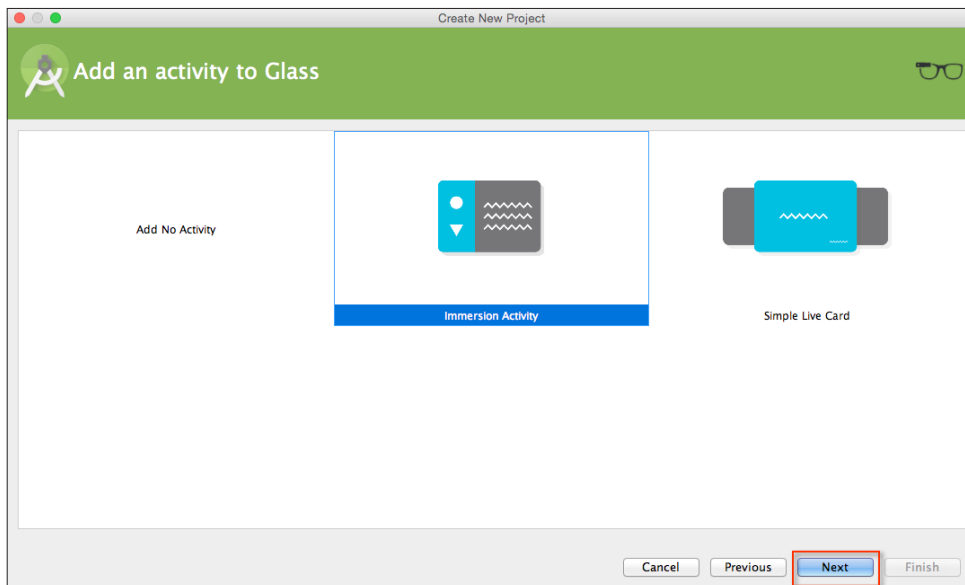 Create New Project
Add an activity to Glass
Add No Activity
Immersion Activity
Simple Live Card
Cancel
Previous
Next
Finish